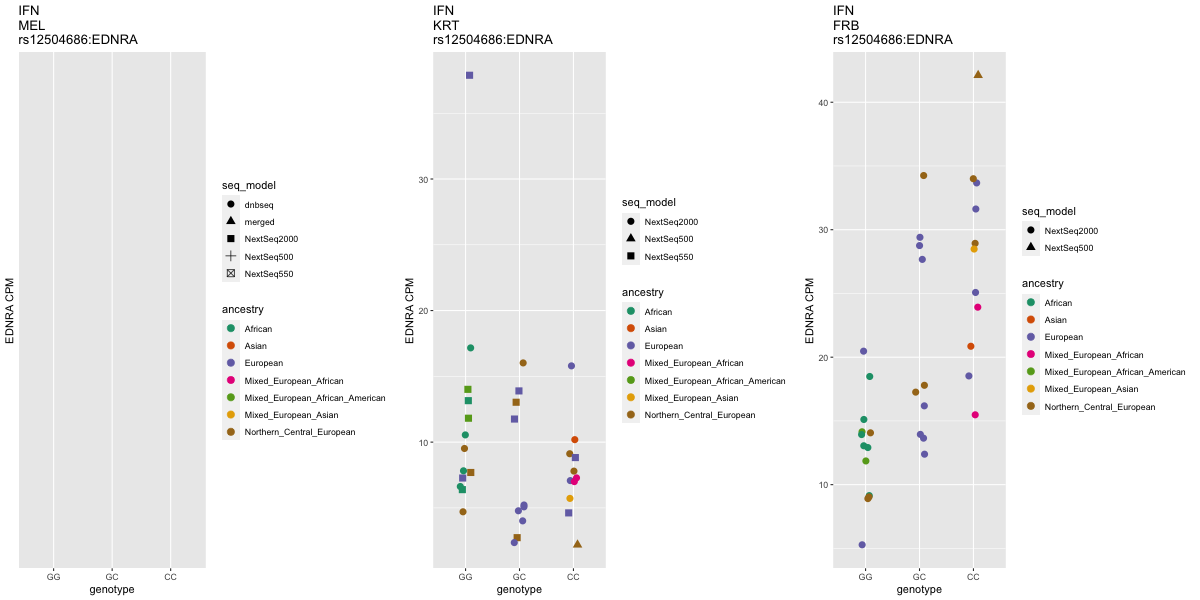 IFN
MEL
rs12504686:EDNRA
EDNRA CPM
GG
GC
CC
genotype
seq_model
dnbseq
merged
NextSeq2000
NextSeq500
NextSeq550
ancestry
African
Asian
European
Mixed_European_African
Mixed_European_African_American
Mixed_European_Asian
Northern_Central_European
IFN
KRT
rs12504686:EDNRA
EDNRA CPM
30
20
10
GG
GC
CC
genotype
seq_model
NextSeq2000
NextSeq500
NextSeq550
ancestry
African
Asian
European
Mixed_European_African
Mixed_European_African_American
Mixed_European_Asian
Northern_Central_European
IFN
FRB
rs12504686:EDNRA
EDNRA CPM
40
30
20
10
GG
GC
CC
genotype
seq_model
NextSeq2000
NextSeq500
ancestry
African
Asian
European
Mixed_European_African
Mixed_European_African_American
Mixed_European_Asian
Northern_Central_European